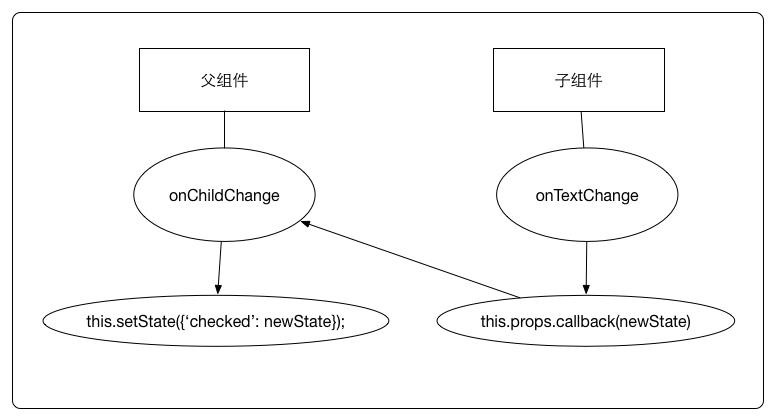 父组件
子组件
onChildChange
onTextChange
this.setState({‘checked’: newState});
this.props.callback(newState)